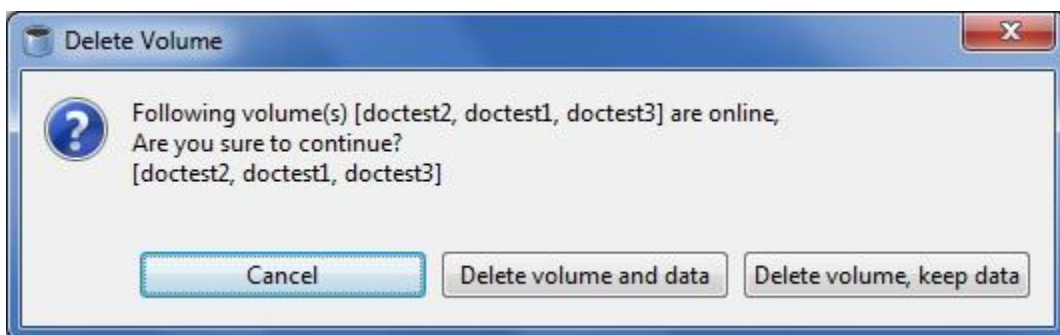 Delete Volume
Following volume(s) [doctest2, doctest1, doctest3] are online,
Are you sure to continue?
[doctest2, doctest1, doctest3]
Cancel
Delete volume and data
Delete volume, keep data